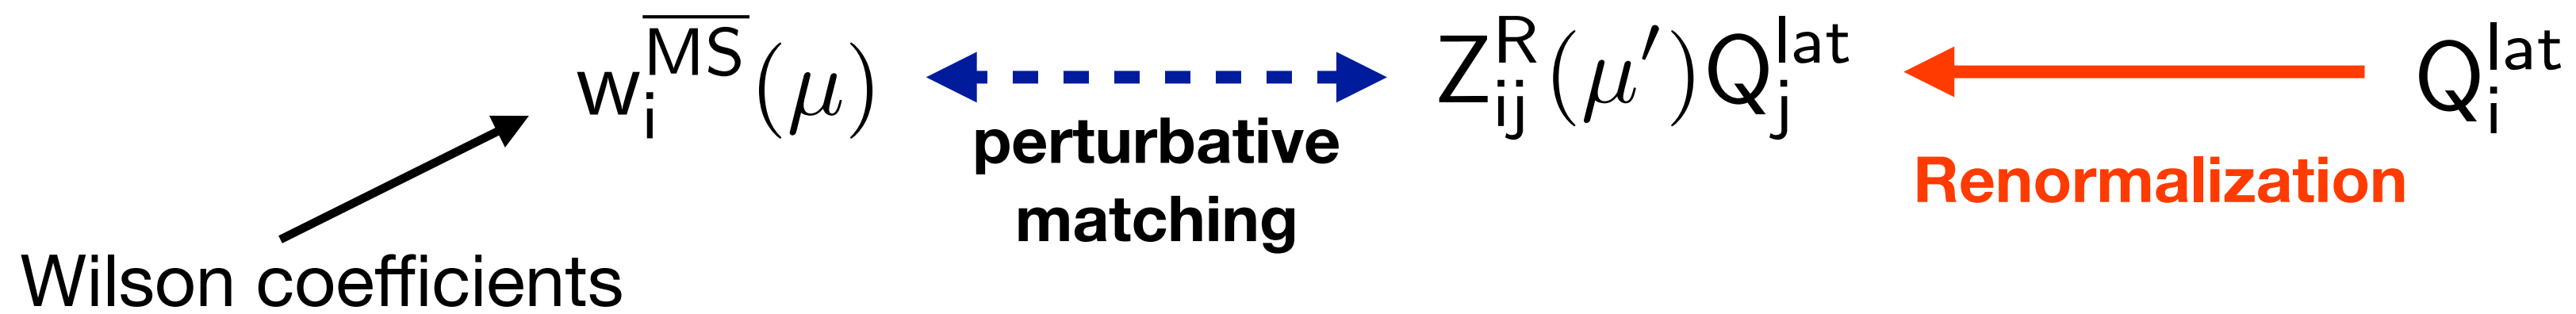 w_i^{\overline{MS}}(μ) Z_{ij}^{R}(μ′)Q_j^{lat} Q_i^{lat}
perturbative
matching
Renormalization
Wilson coefficients